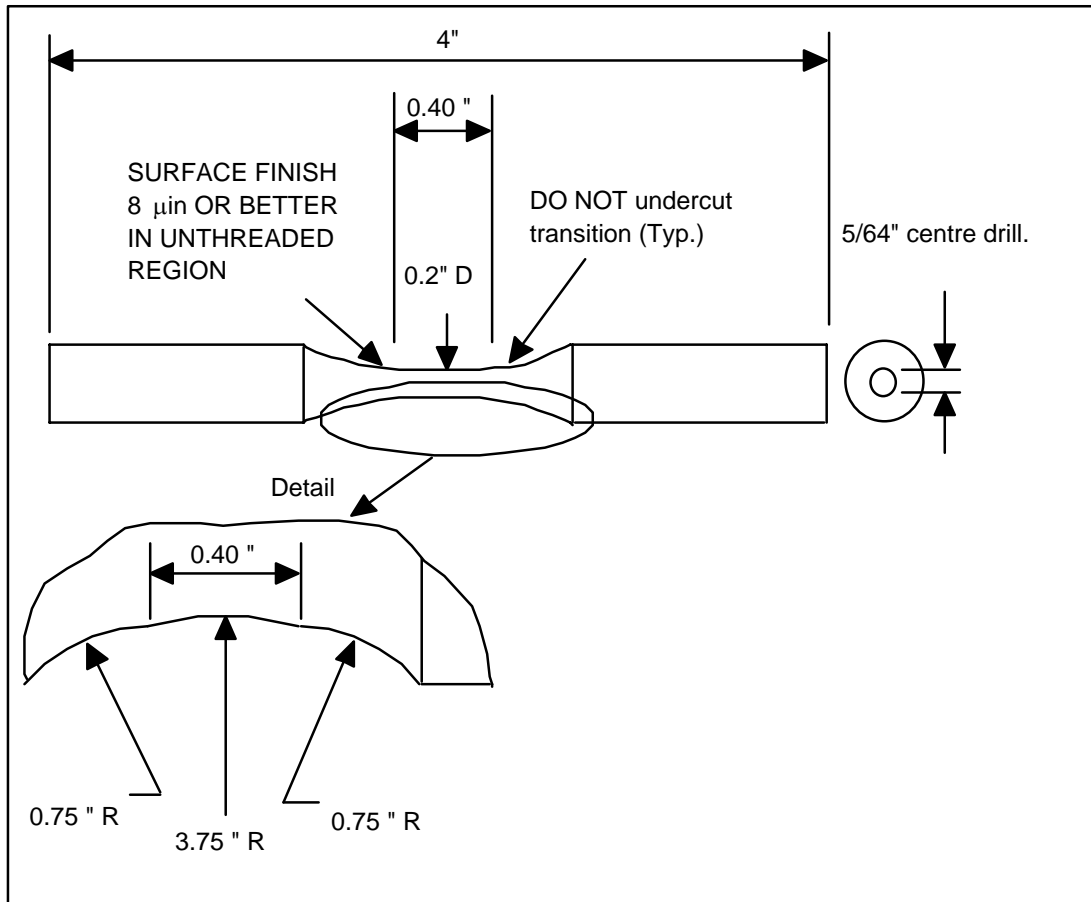 4"
0.40 "
SURFACE FINISH
8 μin OR BETTER
IN UNTHREADED
REGION
DO NOT undercut
transition (Typ.)
5/64" centre drill.
0.2" D
Detail
0.40 "
0.75 " R
3.75 " R
0.75 " R